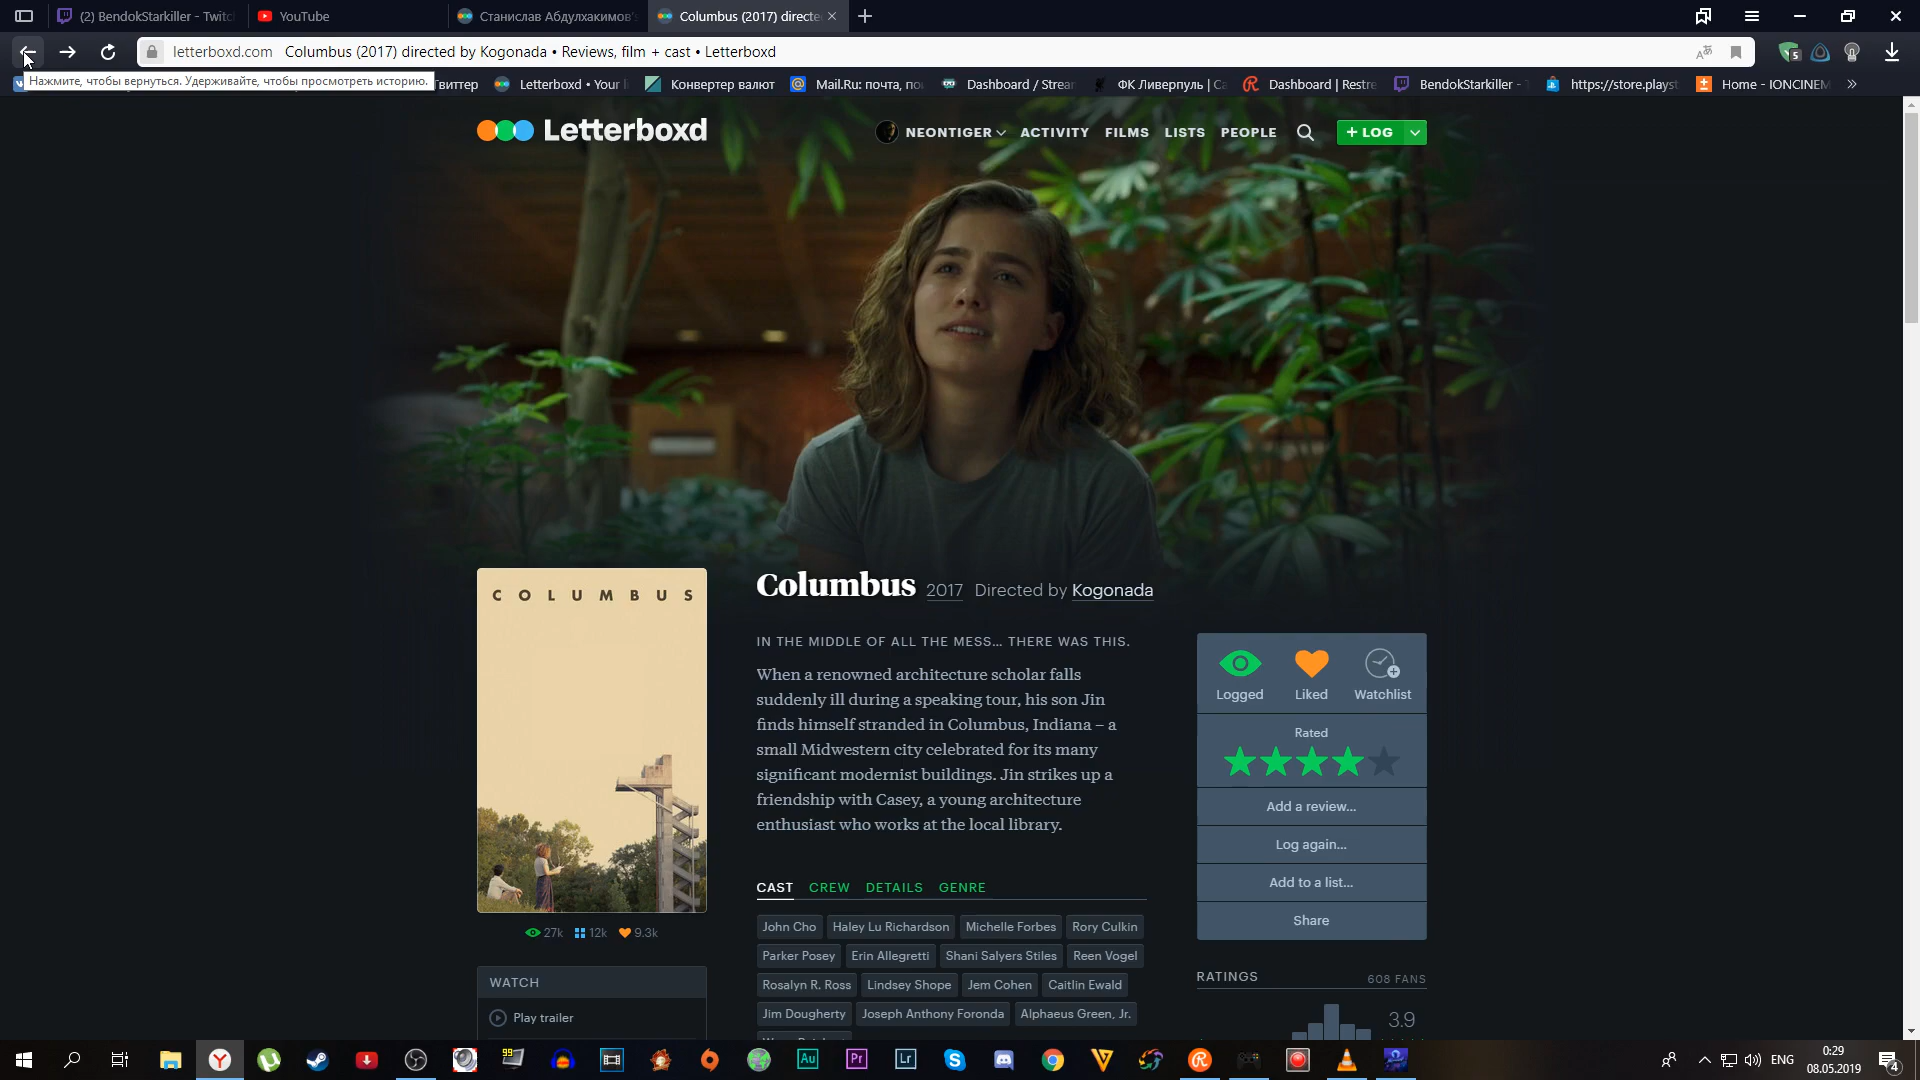 (2) BendokStarkiller - Twitc
YouTube
Станислав Абдулхакимов's
Columbus (2017) directe
letterboxd.com Columbus (2017) directed by Kogonada • Reviews, film + cast • Letterboxd
5
Нажмите, чтобы вернуться. Удерживайте, чтобы просмотреть историю.
Твиттер
Letterboxd • Your l
Конвертер валют
Mail.Ru: почта, по
Dashboard / Strear
ФК Ливерпуль | Са
Dashboard | Restre
BendokStarkiller - T
https://store.playst
Home - IONCINEM
Letterboxd
NEONTIGER
ACTIVITY
FILMS
LISTS
PEOPLE
+ LOG
COLUMBUS
Columbus 2017 Directed by Kogonada
IN THE MIDDLE OF ALL THE MESS... THERE WAS THIS.
When a renowned architecture scholar falls
suddenly ill during a speaking tour, his son Jin
finds himself stranded in Columbus, Indiana – a
small Midwestern city celebrated for its many
significant modernist buildings. Jin strikes up a
friendship with Casey, a young architecture
enthusiast who works at the local library.
Logged
Liked
Watchlist
Rated
Add a review...
Log again...
Add to a list...
Share
CAST CREW DETAILS GENRE
John Cho Haley Lu Richardson Michelle Forbes Rory Culkin
Parker Posey Erin Allegretti Shani Salyers Stiles Reen Vogel
Rosalyn R. Ross Lindsey Shope Jem Cohen Caitlin Ewald
Jim Dougherty Joseph Anthony Foronda Alphaeus Green, Jr.
27k 12k 9.3k
WATCH
Play trailer
RATINGS
608 FANS
3.9
99
Au
Pr
Lr
ENG
0:29
08.05.2019
4